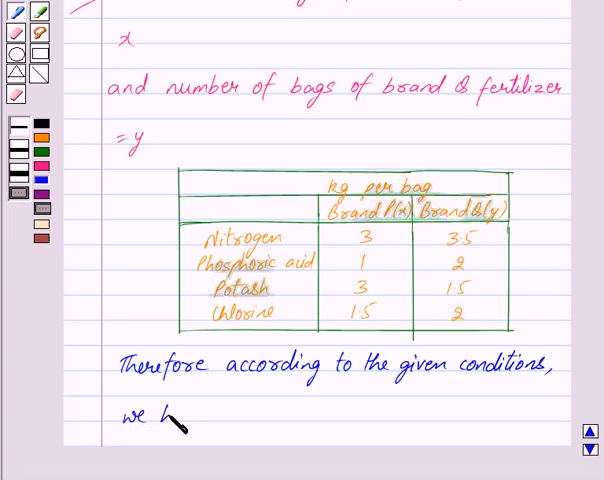 x
and number of bags of brand Q fertilizer
= y
kg per bag
Brand P(x) Brand Q(y)
Nitrogen 3 3.5
Phosphoric acid 1 2
Potash 3 1.5
Chlorine 1.5 2
Therefore according to the given conditions,
we h